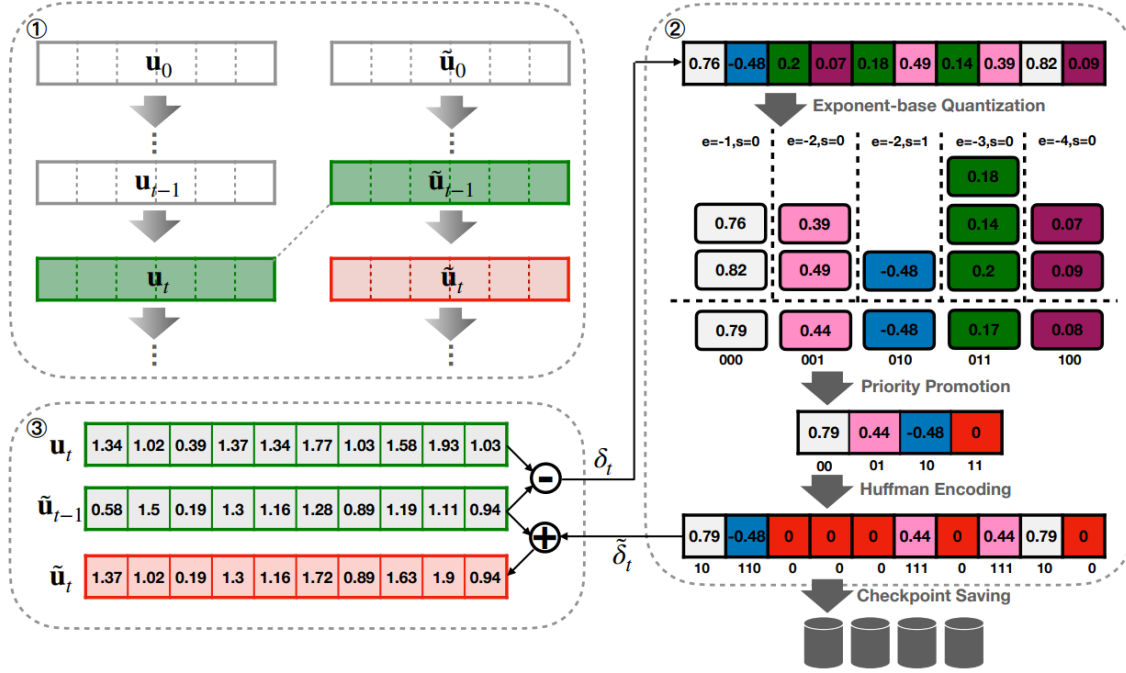 ①
u₀ ũ₀
⋮ ⋮
uₜ₋₁ ũₜ₋₁
uₜ ũₜ
⋮ ⋮
②
0.76 -0.48 0.2 0.07 0.18 0.49 0.14 0.39 0.82 0.09
Exponent-base Quantization
e=-1,s=0 e=-2,s=0 e=-2,s=1 e=-3,s=0 e=-4,s=0
0.18
0.76 0.39 0.14 0.07
0.82 0.49 -0.48 0.2 0.09
0.79 0.44 -0.48 0.17 0.08
000 001 010 011 100
Priority Promotion
0.79 0.44 -0.48 0
00 01 10 11
Huffman Encoding
0.79 -0.48 0 0 0 0.44 0 0.44 0.79 0
10 110 0 0 0 111 0 111 10 0
Checkpoint Saving
③
uₜ 1.34 1.02 0.39 1.37 1.34 1.77 1.03 1.58 1.93 1.03
-
δₜ
ũₜ₋₁ 0.58 1.5 0.19 1.3 1.16 1.28 0.89 1.19 1.11 0.94
+
δ̃ₜ
ũₜ 1.37 1.02 0.19 1.3 1.16 1.72 0.89 1.63 1.9 0.94